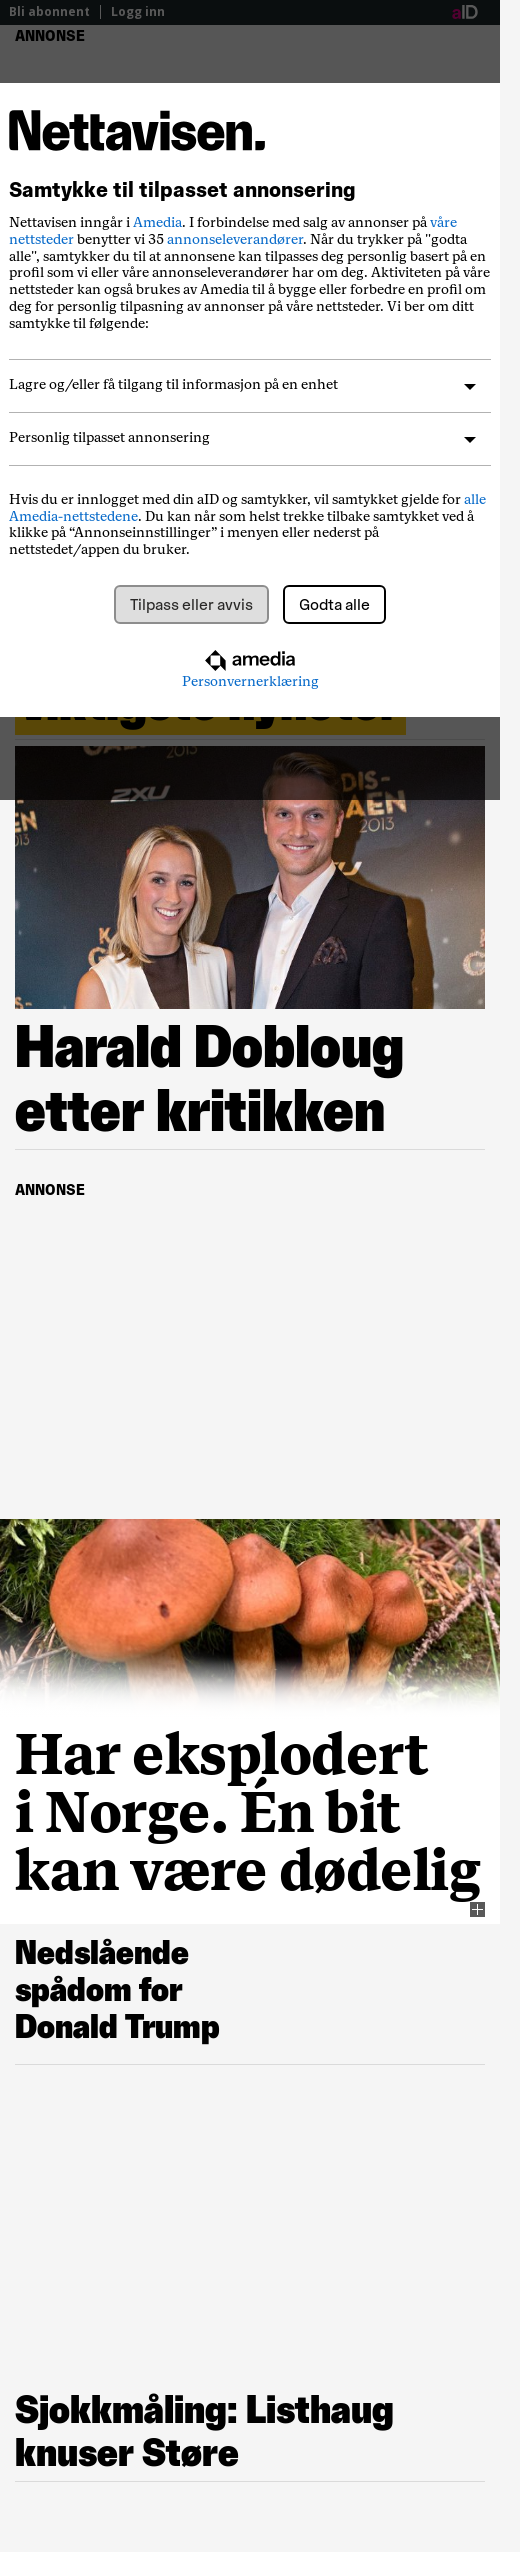 Bli abonnent
Logg inn
aID
ANNONSE
Nettavisen.
Samtykke til tilpasset annonsering
Nettavisen inngår i Amedia. I forbindelse med salg av annonser på våre
nettsteder benytter vi 35 annonseleverandører. Når du trykker på "godta
alle", samtykker du til at annonsene kan tilpasses deg personlig basert på en
profil som vi eller våre annonseleverandører har om deg. Aktiviteten på våre
nettsteder kan også brukes av Amedia til å bygge eller forbedre en profil om
deg for personlig tilpasning av annonser på våre nettsteder. Vi ber om ditt
samtykke til følgende:
Lagre og/eller få tilgang til informasjon på en enhet
Personlig tilpasset annonsering
Hvis du er innlogget med din aID og samtykker, vil samtykket gjelde for alle
Amedia-nettstedene. Du kan når som helst trekke tilbake samtykket ved å
klikke på “Annonseinnstillinger” i menyen eller nederst på
nettstedet/appen du bruker.
Tilpass eller avvis
Godta alle
amedia
Personvernerklæring
2013
2XU
DIS-
AEN
2013
Harald Dobloug
etter kritikken
ANNONSE
Har eksplodert
i Norge. Én bit
kan være dødelig
Nedslående
spådom for
Donald Trump
Sjokkmåling: Listhaug
knuser Støre